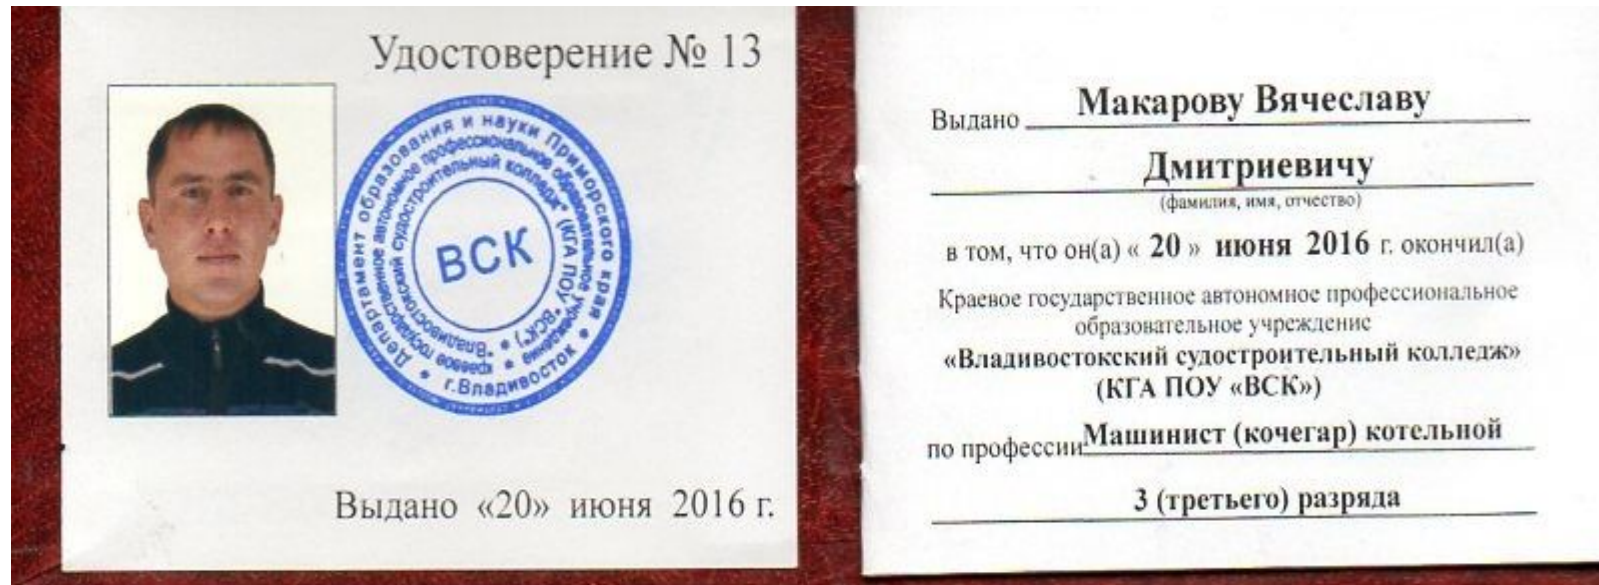 Удостоверение № 13
Департамент образования и науки Приморского края
г.Владивосток
краевое государственное автономное профессиональное образовательное учреждение
"Владивостокский судостроительный колледж" (КГА ПОУ "ВСК")
ВСК
Выдано «20» июня 2016 г.
Выдано Макарову Вячеславу
Дмитриевичу
(фамилия, имя, отчество)
в том, что он(а) « 20 » июня 2016 г. окончил(а)
Краевое государственное автономное профессиональное
образовательное учреждение
«Владивостокский судостроительный колледж»
(КГА ПОУ «ВСК»)
по профессии Машинист (кочегар) котельной
3 (третьего) разряда